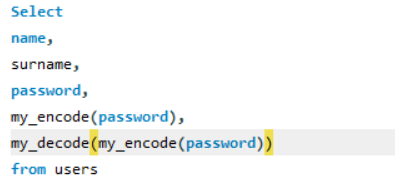 Select
name,
surname,
password,
my_encode(password),
my_decode(my_encode(password))
from users